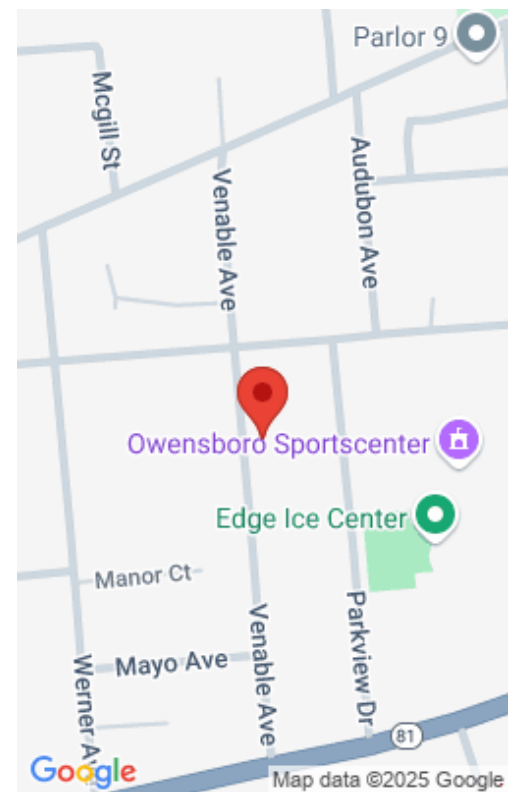 Parlor 9
Mcgill St
Audubon Ave
Venable Ave
Owensboro Sportscenter
Edge Ice Center
Manor Ct
Mayo Ave
Venable Ave
Parkview Dr
Werner Av
81
Google
Map data ©2025 Google